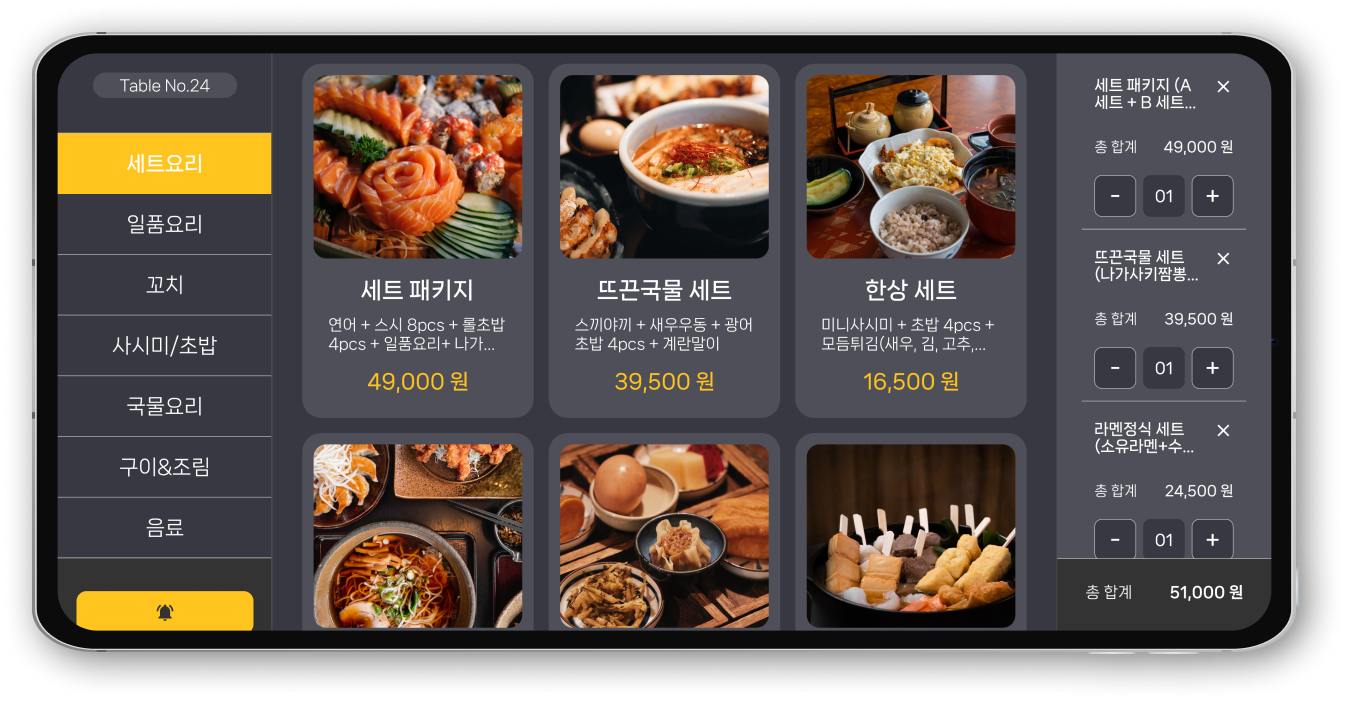 Table No.24
세트요리
일품요리
꼬치
사시미/초밥
국물요리
구이&조림
음료
세트 패키지
연어 + 스시 8pcs + 롤초밥
4pcs + 일품요리+ 나가...
49,000 원
뜨끈국물 세트
스끼야끼 + 새우우동 + 광어
초밥 4pcs + 계란말이
39,500 원
한상 세트
미니사시미 + 초밥 4pcs +
모듬튀김(새우, 김, 고추,...
16,500 원
세트 패키지 (A
세트 + B 세트...
×
총 합계 49,000 원
- 01 +
뜨끈국물 세트
(나가사키짬뽕...
×
총 합계 39,500 원
- 01 +
라멘정식 세트
(소유라멘+수...
×
총 합계 24,500 원
- 01 +
총 합계 51,000 원